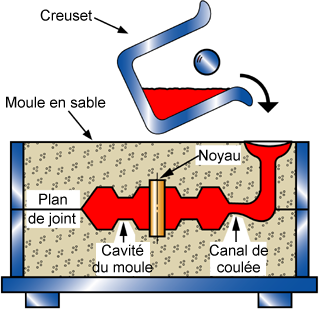 Creuset
Moule en sable
Noyau
Plan
de joint
Cavité
du moule
Canal de
coulée